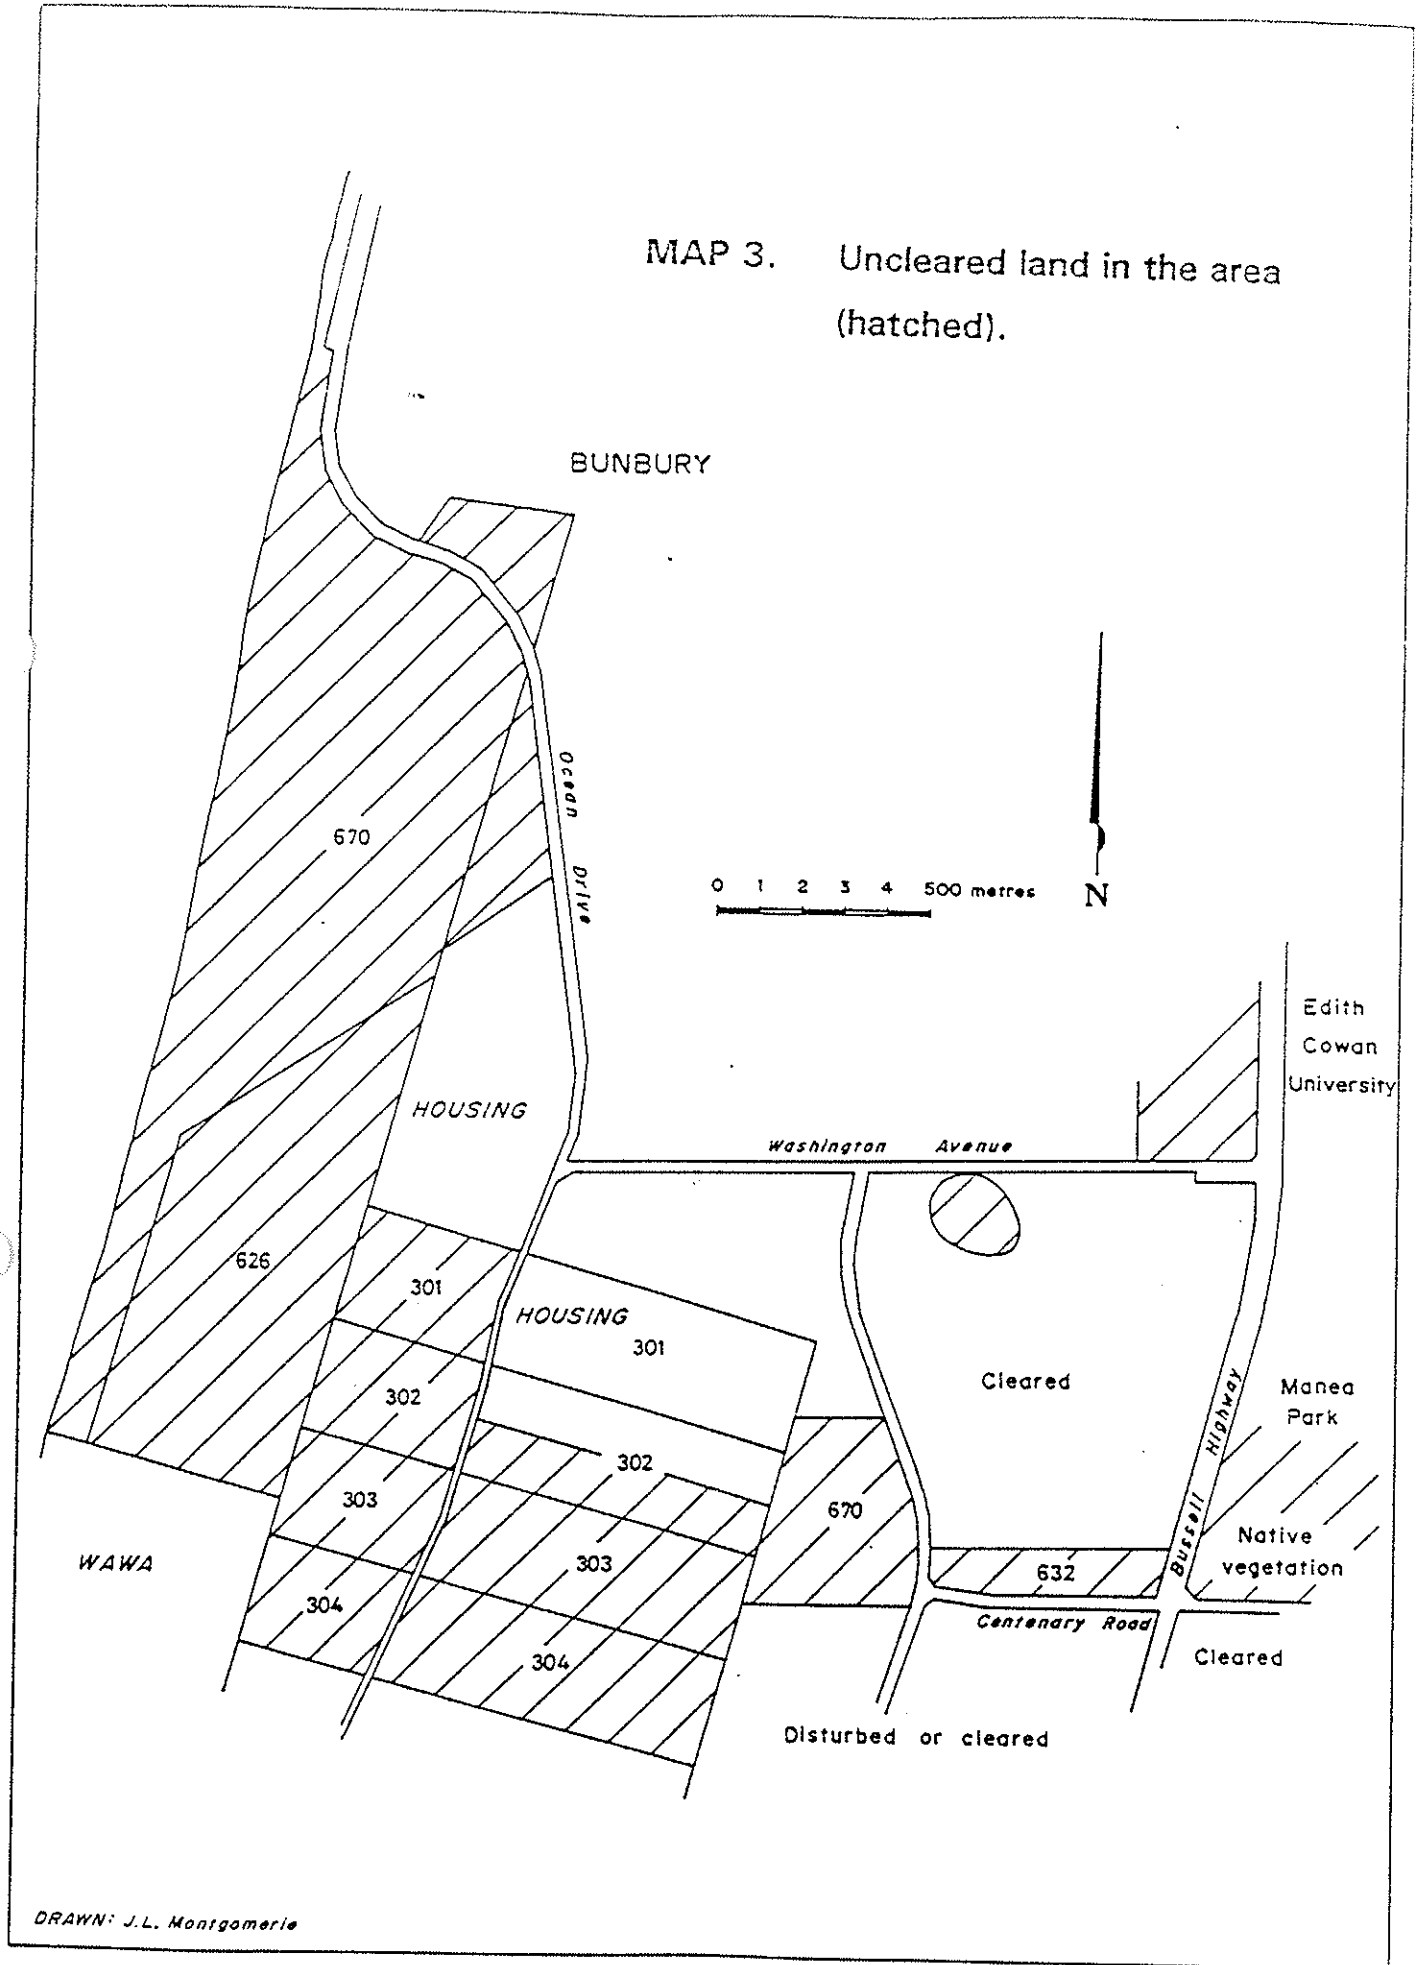 MAP 3. Uncleared land in the area
(hatched).
BUNBURY
Ocean Drive
670
0 1 2 3 4 500 metres
N
Edith
Cowan
University
HOUSING
Washington Avenue
626
301
HOUSING
301
302
Cleared
Manea
Park
Bussell Highway
302
303
670
Native
vegetation
WAWA
303
632
304
Centenary Road
304
Cleared
Disturbed or cleared
DRAWN: J.L. Montgomerie